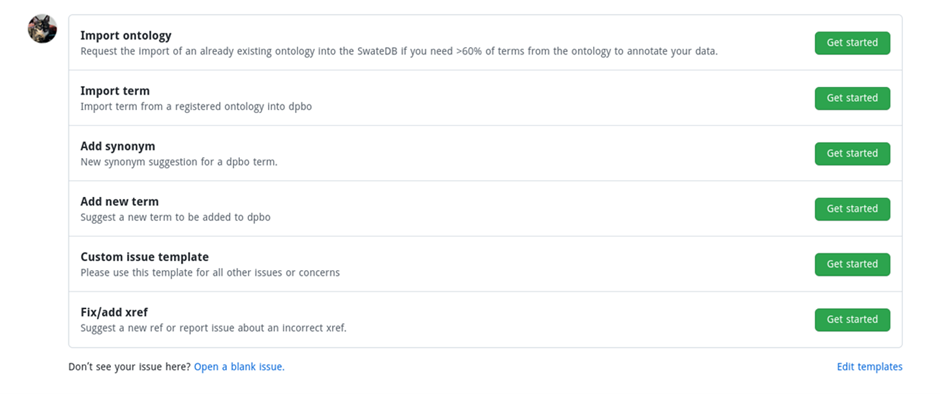 Import ontology
Request the import of an already existing ontology into the SwateDB if you need >60% of terms from the ontology to annotate your data.
Get started
Import term
Import term from a registered ontology into dpbo
Get started
Add synonym
New synonym suggestion for a dpbo term.
Get started
Add new term
Suggest a new term to be added to dpbo
Get started
Custom issue template
Please use this template for all other issues or concerns
Get started
Fix/add xref
Suggest a new ref or report issue about an incorrect xref.
Get started
Don't see your issue here? Open a blank issue.
Edit templates